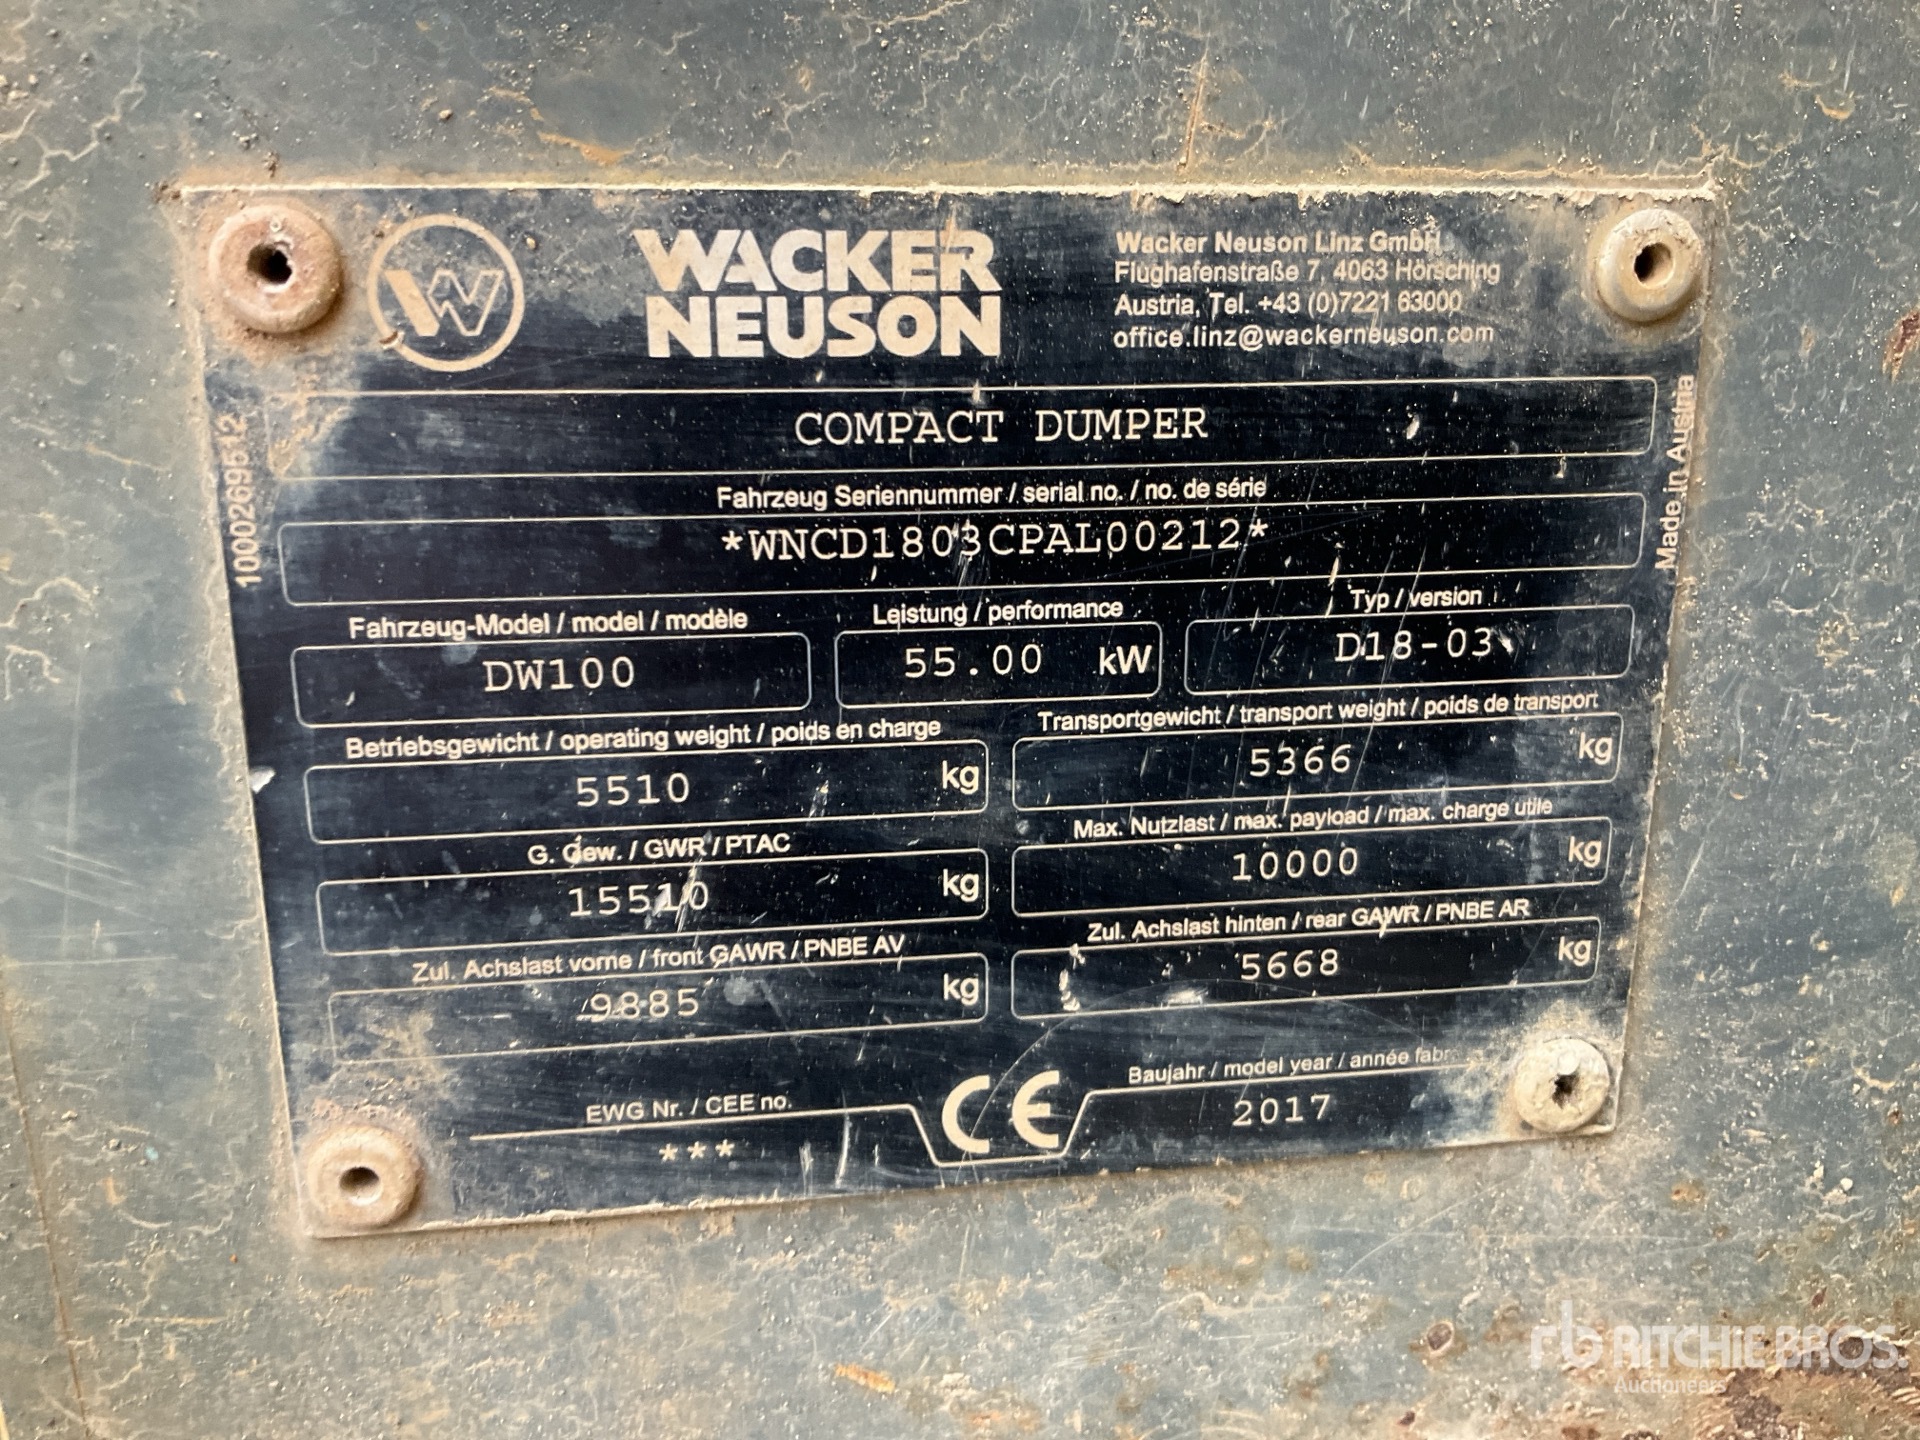 WACKER
NEUSON
Wacker Neuson Linz GmbH
Flughafenstraße 7, 4063 Hörsching
Austria, Tel. +43 (0)7221 63000
office.linz@wackerneuson.com
COMPACT DUMPER
Fahrzeug Seriennummer / serial no. / no. de série
*WNCD1803CPAL00212*
1000269512
Made in Austria
Fahrzeug-Model / model / modèle
DW100
Leistung / performance
55.00 kW
Typ / version
D18-03
Betriebsgewicht / operating weight / poids en charge
5510 kg
Transportgewicht / transport weight / poids de transport
5366 kg
G. Gew. / GWR / PTAC
15510 kg
Max. Nutzlast / max. payload / max. charge utile
10000 kg
Zul. Achslast vorne / front GAWR / PNBE AV
9885 kg
Zul. Achslast hinten / rear GAWR / PNBE AR
5668 kg
EWG Nr. / CEE no.
***
CE
Baujahr / model year / année fabr.
2017
rb RITCHIE BROS.
Auctioneers